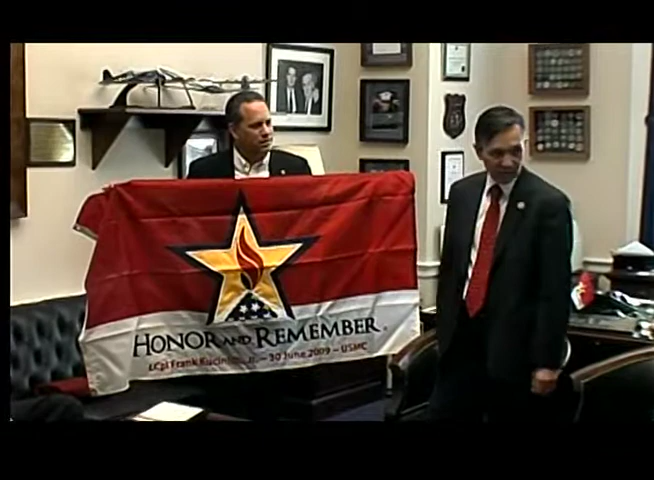 HONOR AND REMEMBER
LCpl Frank Kucinich, Jr. – 30 June 2009 – USMC